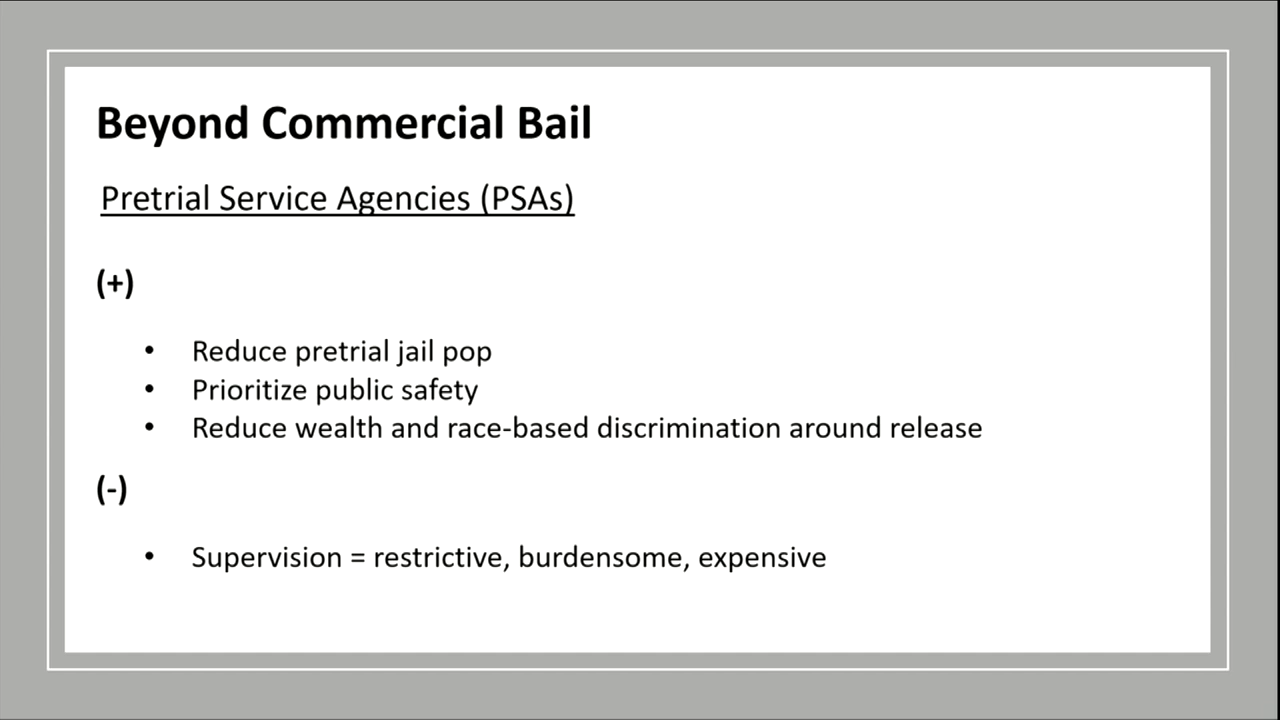 Beyond Commercial Bail
Pretrial Service Agencies (PSAs)
(+)
• Reduce pretrial jail pop
• Prioritize public safety
• Reduce wealth and race-based discrimination around release
(-)
• Supervision = restrictive, burdensome, expensive